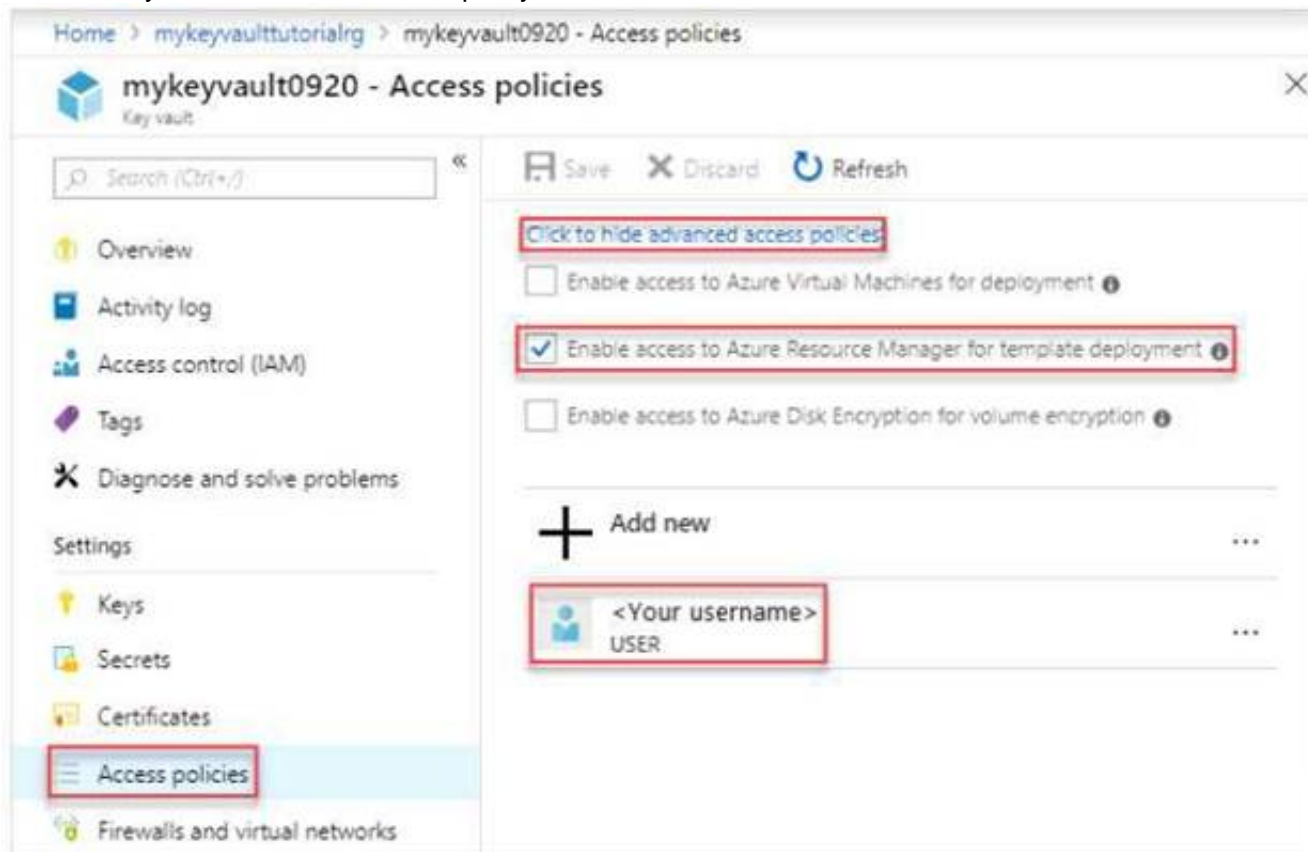 Home > mykeyvaulttutorialrg > mykeyvault0920 - Access policies
mykeyvault0920 - Access policies
Key vault
Search (Ctrl+/)
Overview
Activity log
Access control (IAM)
Tags
Diagnose and solve problems
Settings
Keys
Secrets
Certificates
Access policies
Firewalls and virtual networks
Save Discard Refresh
Click to hide advanced access policies
Enable access to Azure Virtual Machines for deployment
Enable access to Azure Resource Manager for template deployment
Enable access to Azure Disk Encryption for volume encryption
Add new
...
<Your username>
USER
...